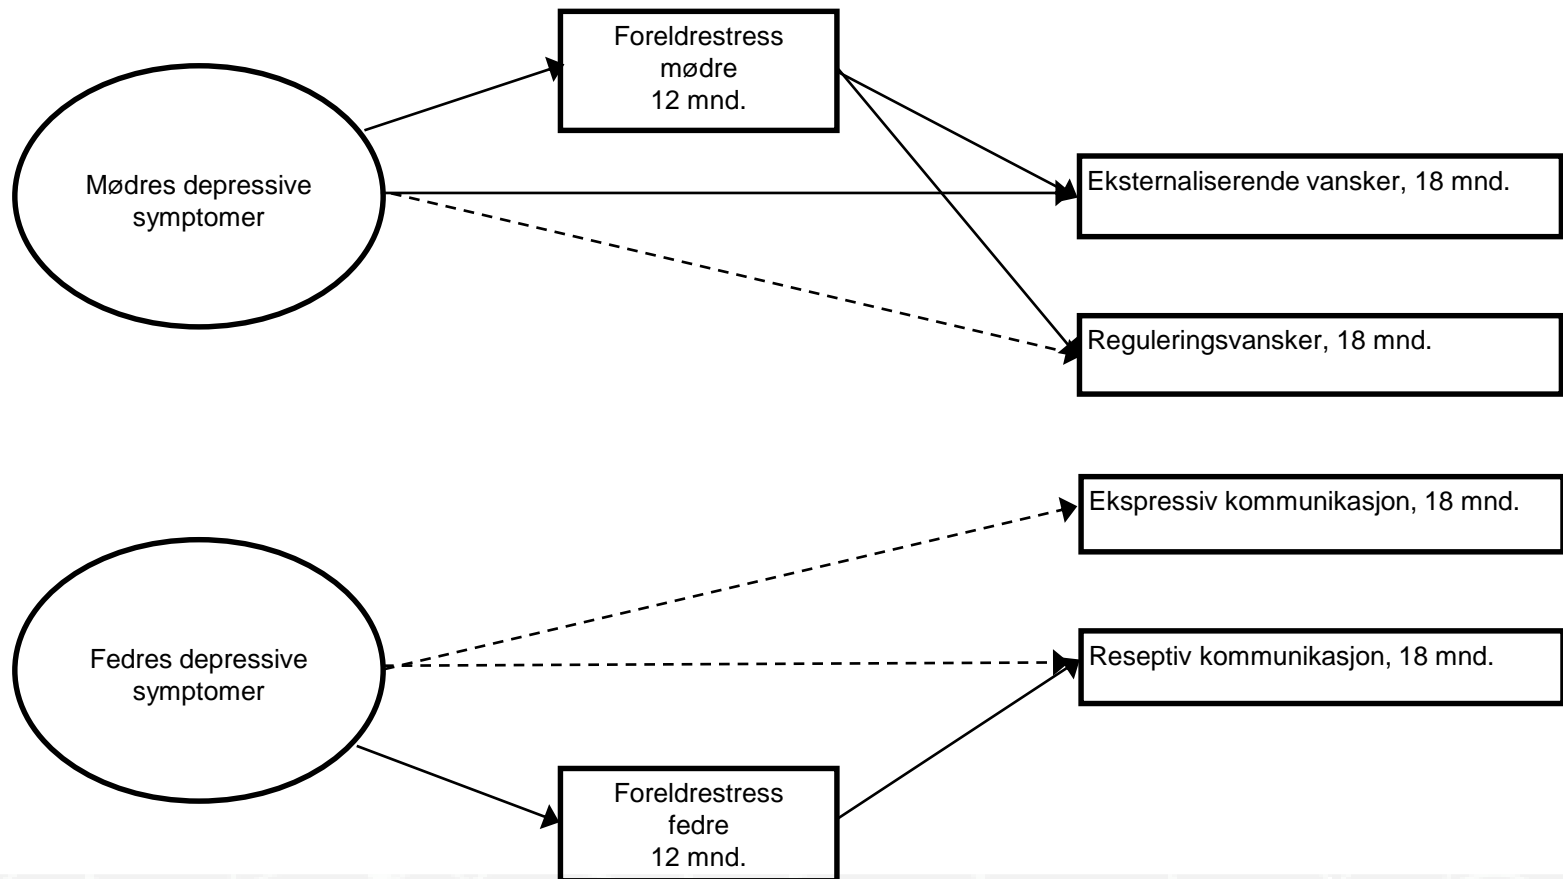 Foreldrestress
mødre
12 mnd.
Mødres depressive
symptomer
Eksternaliserende vansker, 18 mnd.
Reguleringsvansker, 18 mnd.
Ekspressiv kommunikasjon, 18 mnd.
Fedres depressive
symptomer
Reseptiv kommunikasjon, 18 mnd.
Foreldrestress
fedre
12 mnd.